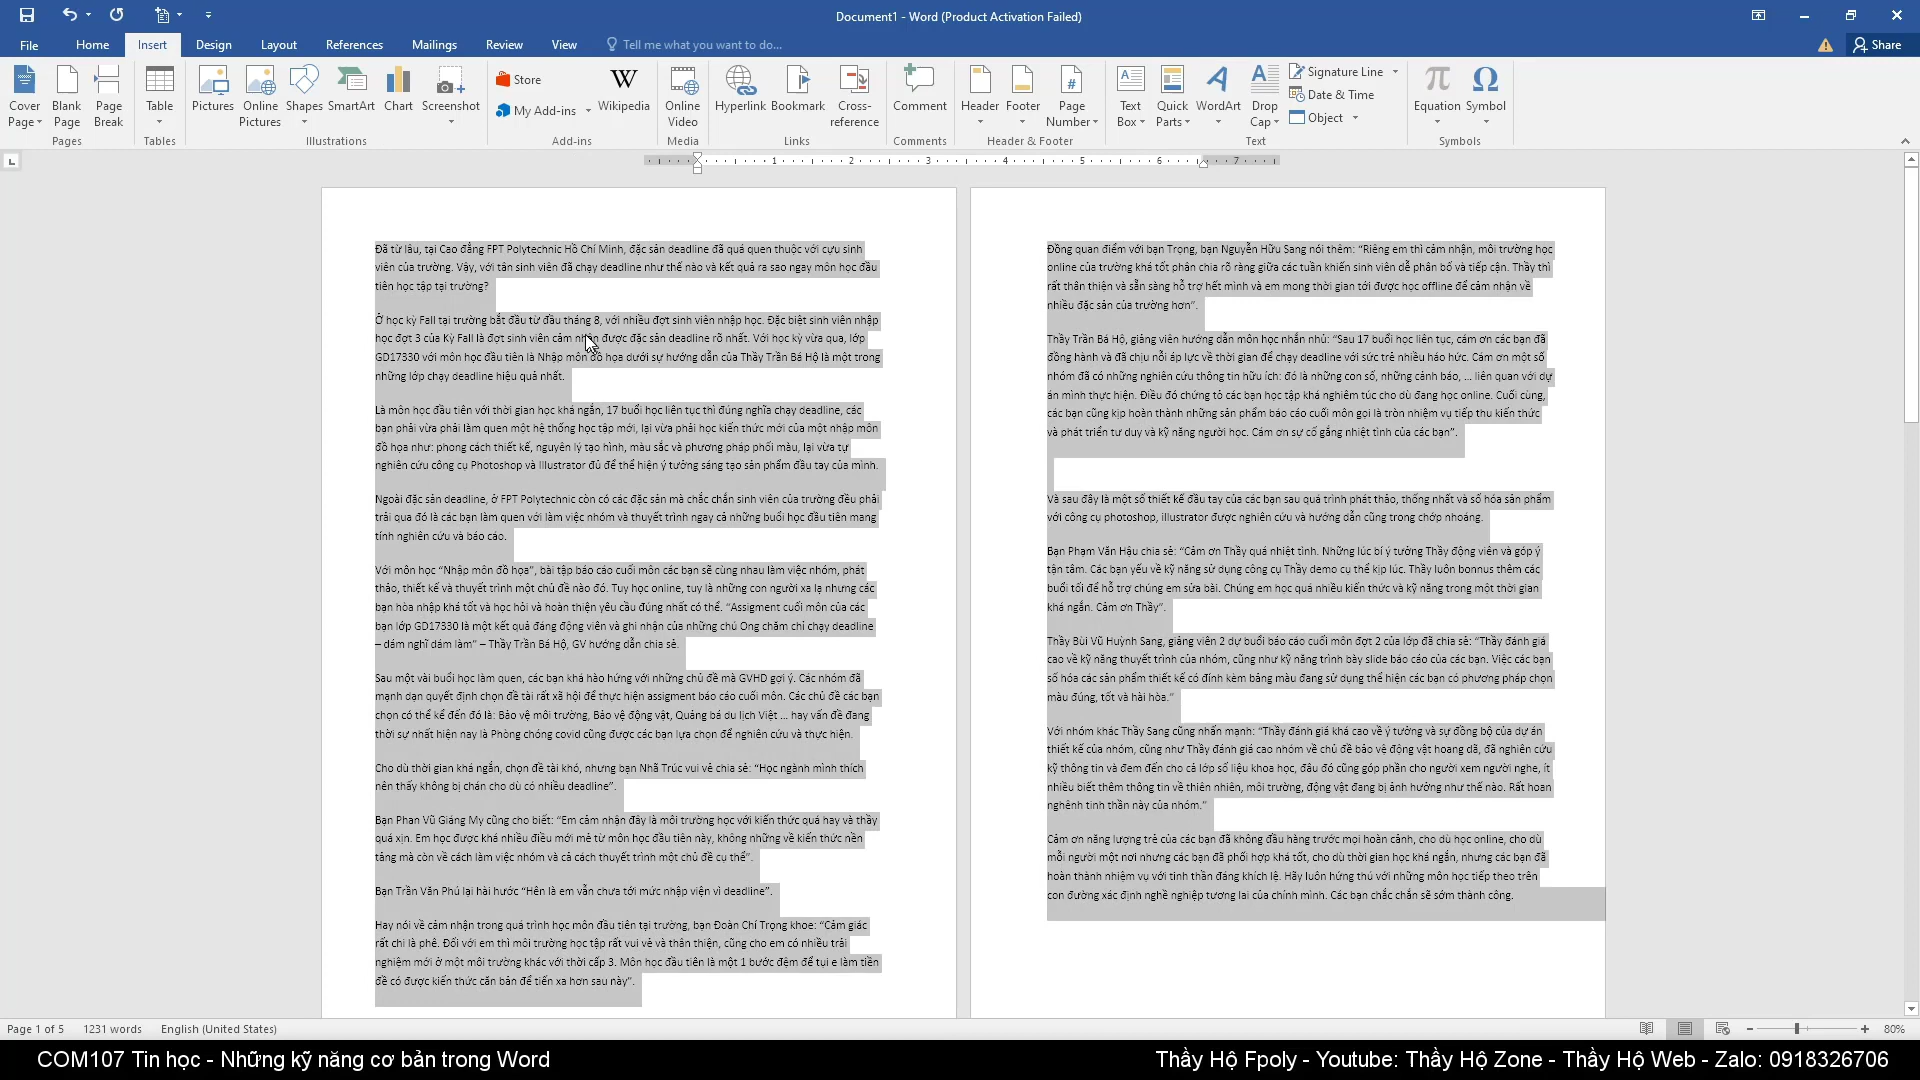 Document1 - Word (Product Activation Failed)
File Home Insert Design Layout References Mailings Review View Tell me what you want to do... Share
Cover Page Blank Page Page Break
Pages
Table
Tables
Pictures Online Pictures Shapes SmartArt Chart Screenshot
Illustrations
Store
My Add-ins
Wikipedia
Add-ins
Online Video
Media
Hyperlink Bookmark Cross-reference
Links
Comment
Comments
Header Footer Page Number
Header & Footer
Text Box Quick Parts WordArt Drop Cap
Signature Line
Date & Time
Object
Text
Equation Symbol
Symbols
1 2 3 4 5 6 7
Đã từ lâu, tại Cao đẳng FPT Polytechnic Hồ Chí Minh, đặc sản deadline đã quá quen thuộc với cựu sinh
viên của trường. Vậy, với tân sinh viên đã chạy deadline như thế nào và kết quả ra sao ngay môn học đầu
tiên học tập tại trường?
Ở học kỳ Fall tại trường bắt đầu từ đầu tháng 8, với nhiều đợt sinh viên nhập học. Đặc biệt sinh viên nhập
học đợt 3 của Kỳ Fall là đợt sinh viên cảm nhận được đặc sản deadline rõ nhất. Với học kỳ vừa qua, lớp
GD17330 với môn học đầu tiên là Nhập môn đồ họa dưới sự hướng dẫn của Thầy Trần Bá Hộ là một trong
những lớp chạy deadline hiệu quả nhất.
Là môn học đầu tiên với thời gian học khá ngắn, 17 buổi học liên tục thì đúng nghĩa chạy deadline, các
bạn phải vừa phải làm quen một hệ thống học tập mới, lại vừa phải học kiến thức mới của một nhập môn
đồ họa như: phong cách thiết kế, nguyên lý tạo hình, màu sắc và phương pháp phối màu, lại vừa tự
nghiên cứu công cụ Photoshop và Illustrator đủ để thể hiện ý tưởng sáng tạo sản phẩm đầu tay của mình.
Ngoài đặc sản deadline, ở FPT Polytechnic còn có các đặc sản mà chắc chắn sinh viên của trường đều phải
trải qua đó là các bạn làm quen với làm việc nhóm và thuyết trình ngay cả những buổi học đầu tiên mang
tính nghiên cứu và báo cáo.
Với môn học “Nhập môn đồ họa”, bài tập báo cáo cuối môn các bạn sẽ cùng nhau làm việc nhóm, phát
thảo, thiết kế và thuyết trình một chủ đề nào đó. Tuy học online, tuy là những con người xa lạ nhưng các
bạn hòa nhập khá tốt và học hỏi và hoàn thiện yêu cầu đúng nhất có thể. “Assigment cuối môn của các
bạn lớp GD17330 là một kết quả đáng động viên và ghi nhận của những chú Ong chăm chỉ chạy deadline
– dám nghĩ dám làm” – Thầy Trần Bá Hộ, GV hướng dẫn chia sẻ.
Sau một vài buổi học làm quen, các bạn khá hào hứng với những chủ đề mà GVHD gợi ý. Các nhóm đã
mạnh dạn quyết định chọn đề tài rất xã hội để thực hiện assigment báo cáo cuối môn. Các chủ đề các bạn
chọn có thể kể đến đó là: Bảo vệ môi trường, Bảo vệ động vật, Quảng bá du lịch Việt ... hay vấn đề đang
thời sự nhất hiện nay là Phòng chóng covid cũng được các bạn lựa chọn để nghiên cứu và thực hiện.
Cho dù thời gian khá ngắn, chọn đề tài khó, nhưng bạn Nhã Trúc vui vẻ chia sẻ: “Học ngành mình thích
nên thấy không bị chán cho dù có nhiều deadline”.
Bạn Phan Vũ Giáng My cũng cho biết: “Em cảm nhận đây là môi trường học với kiến thức quá hay và thầy
quá xịn. Em học được khá nhiều điều mới mẻ từ môn học đầu tiên này, không những về kiến thức nền
tảng mà còn về cách làm việc nhóm và cả cách thuyết trình một chủ đề cụ thể”.
Bạn Trần Văn Phú lại hài hước “Hên là em vẫn chưa tới mức nhập viện vì deadline”.
Hay nói về cảm nhận trong quá trình học môn đầu tiên tại trường, bạn Đoàn Chí Trọng khoe: “Cảm giác
rất chi là phê. Đối với em thì môi trường học tập rất vui vẻ và thân thiện, cũng cho em có nhiều trải
nghiệm mới ở một môi trường khác với thời cấp 3. Môn học đầu tiên là một 1 bước đệm để tụi e làm tiền
đề có được kiến thức căn bản để tiến xa hơn sau này”.
Đồng quan điểm với bạn Trọng, bạn Nguyễn Hữu Sang nói thêm: “Riêng em thì cảm nhận, môi trường học
online của trường khá tốt phân chia rõ ràng giữa các tuần khiến sinh viên dễ phân bố và tiếp cận. Thầy thì
rất thân thiện và sẵn sàng hỗ trợ hết mình và em mong thời gian tới được học offline để cảm nhận về
nhiều đặc sản của trường hơn”.
Thầy Trần Bá Hộ, giảng viên hướng dẫn môn học nhắn nhủ: “Sau 17 buổi học liên tục, cám ơn các bạn đã
đồng hành và đã chịu nỗi áp lực về thời gian để chạy deadline với sức trẻ nhiều háo hức. Cám ơn một số
nhóm đã có những nghiên cứu thông tin hữu ích: đó là những con số, những cảnh báo, ... liên quan với dự
án mình thực hiện. Điều đó chứng tỏ các bạn học tập khá nghiêm túc cho dù đang học online. Cuối cùng,
các bạn cũng kịp hoàn thành những sản phẩm báo cáo cuối môn gọi là tròn nhiệm vụ tiếp thu kiến thức
và phát triển tư duy và kỹ năng người học. Cám ơn sự cố gắng nhiệt tình của các bạn”.
Và sau đây là một số thiết kế đầu tay của các bạn sau quá trình phát thảo, thống nhất và số hóa sản phẩm
với công cụ photoshop, illustrator được nghiên cứu và hướng dẫn cũng trong chớp nhoáng.
Bạn Phạm Văn Hậu chia sẻ: “Cảm ơn Thầy quá nhiệt tình. Những lúc bí ý tưởng Thầy động viên và góp ý
tận tâm. Các bạn yếu về kỹ năng sử dụng công cụ Thầy demo cụ thể kịp lúc. Thầy luôn bonnus thêm các
buổi tối để hỗ trợ chúng em sửa bài. Chúng em học quá nhiều kiến thức và kỹ năng trong một thời gian
khá ngắn. Cảm ơn Thầy”.
Thầy Bùi Vũ Huỳnh Sang, giảng viên 2 dự buổi báo cáo cuối môn đợt 2 của lớp đã chia sẻ: “Thầy đánh giá
cao về kỹ năng thuyết trình của nhóm, cũng như kỹ năng trình bày slide báo cáo của các bạn. Việc các bạn
số hóa các sản phẩm thiết kế có đính kèm bảng màu đang sử dụng thể hiện các bạn có phương pháp chọn
màu đúng, tốt và hài hòa.”
Với nhóm khác Thầy Sang cũng nhấn mạnh: “Thầy đánh giá khá cao về ý tưởng và sự đồng bộ của dự án
thiết kế của nhóm, cũng như Thầy đánh giá cao nhóm về chủ đề bảo vệ động vật hoang dã, đã nghiên cứu
kỹ thông tin và đem đến cho cả lớp số liệu khoa học, đâu đó cũng góp phần cho người xem người nghe, ít
nhiều biết thêm thông tin về thiên nhiên, môi trường, động vật đang bị ảnh hưởng như thế nào. Rất hoan
nghênh tinh thần này của nhóm.”
Cảm ơn năng lượng trẻ của các bạn đã không đầu hàng trước mọi hoàn cảnh, cho dù học online, cho dù
mỗi người một nơi nhưng các bạn đã phối hợp khá tốt, cho dù thời gian học khá ngắn, nhưng các bạn đã
hoàn thành nhiệm vụ với tinh thần đáng khích lệ. Hãy luôn hứng thú với những môn học tiếp theo trên
con đường xác định nghề nghiệp tương lai của chính mình. Các bạn chắc chắn sẽ sớm thành công.
Page 1 of 5 1231 words English (United States) 80%
COM107 Tin học - Những kỹ năng cơ bản trong Word
Thầy Hộ Fpoly - Youtube: Thầy Hộ Zone - Thầy Hộ Web - Zalo: 0918326706